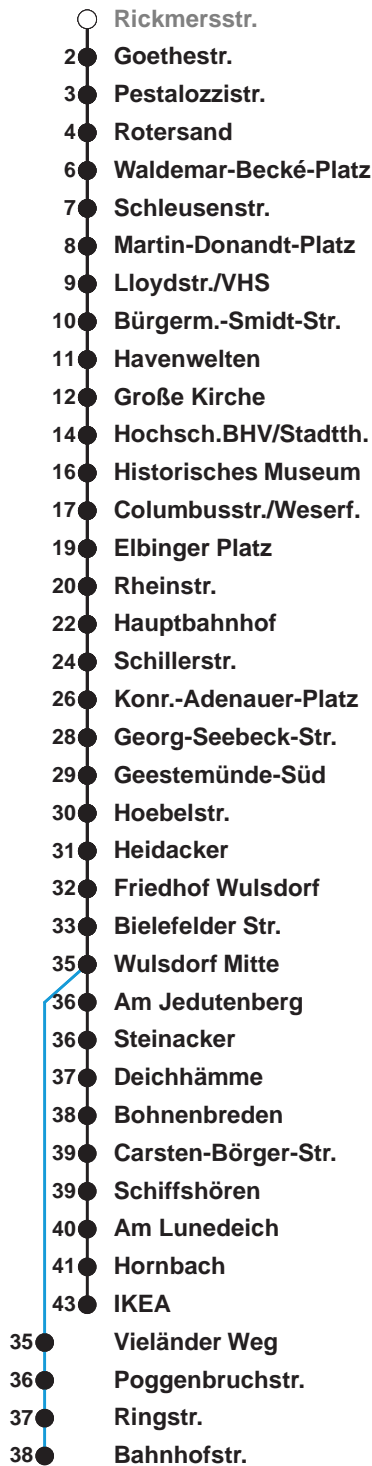 Rickmersstr.
2 Goethestr.
3 Pestalozzistr.
4 Rotersand
6 Waldemar-Becké-Platz
7 Schleusenstr.
8 Martin-Donandt-Platz
9 Lloydstr./VHS
10 Bürgerm.-Smidt-Str.
11 Havenwelten
12 Große Kirche
14 Hochsch.BHV/Stadtth.
16 Historisches Museum
17 Columbusstr./Weserf.
19 Elbinger Platz
20 Rheinstr.
22 Hauptbahnhof
24 Schillerstr.
26 Konr.-Adenauer-Platz
28 Georg-Seebeck-Str.
29 Geestemünde-Süd
30 Hoebelstr.
31 Heidacker
32 Friedhof Wulsdorf
33 Bielefelder Str.
35 Wulsdorf Mitte
36 Am Jedutenberg
36 Steinacker
37 Deichhämme
38 Bohnenbreden
39 Carsten-Börger-Str.
39 Schiffshören
40 Am Lunedeich
41 Hornbach
43 IKEA
35 Vieländer Weg
36 Poggenbruchstr.
37 Ringstr.
38 Bahnhofstr.